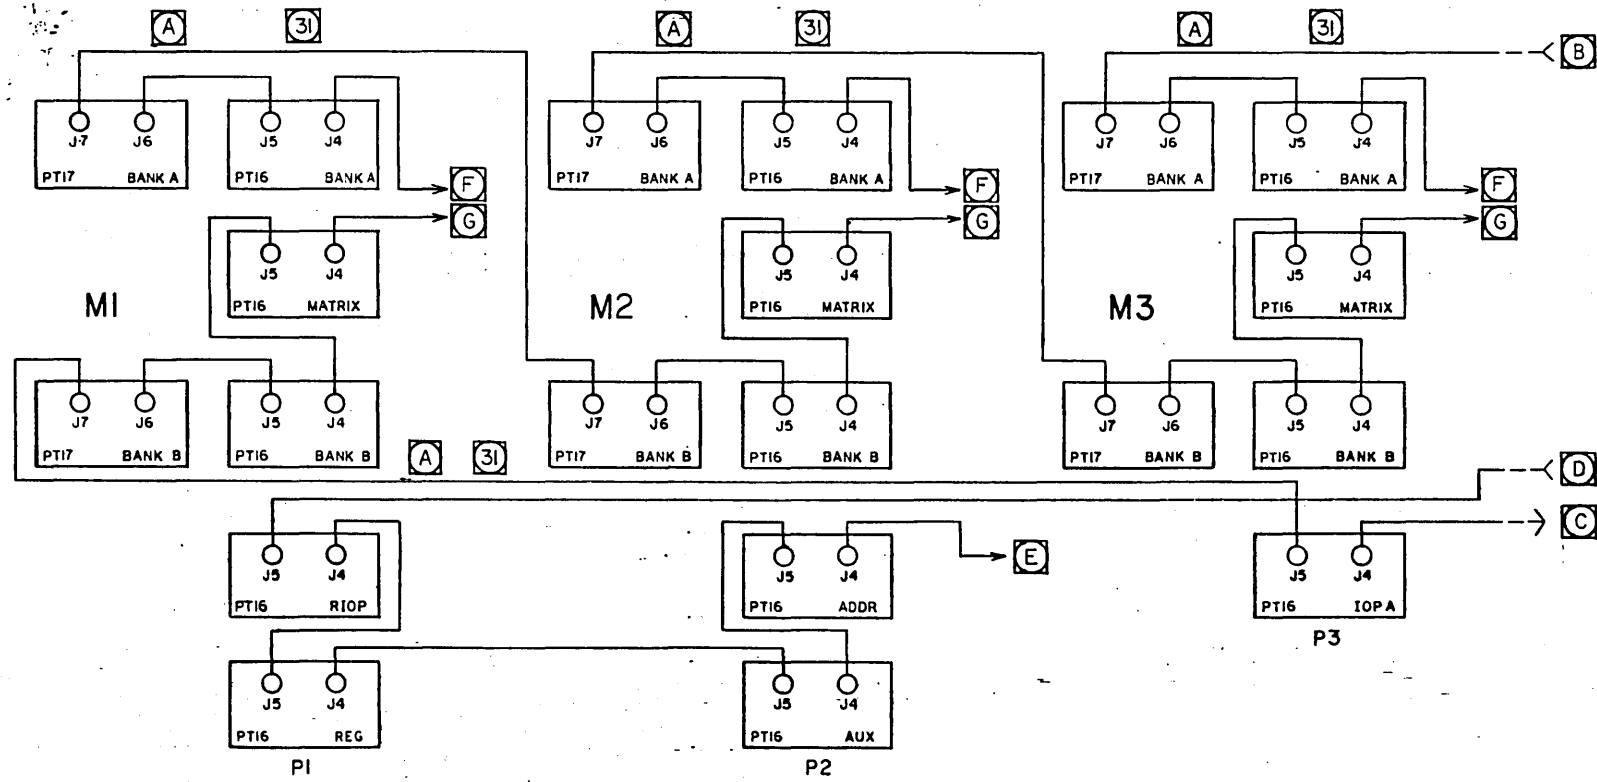 A 31 A 31 A 31
B
J7 J6 J5 J4 J7 J6 J5 J4 J7 J6 J5 J4
PT17 BANK A PT16 BANK A PT17 BANK A PT16 BANK A PT17 BANK A PT16 BANK A
F F F
G G G
J5 J4 J5 J4 J5 J4
M1 PT16 MATRIX M2 PT16 MATRIX M3 PT16 MATRIX
J7 J6 J5 J4 J7 J6 J5 J4 J7 J6 J5 J4
PT17 BANK B PT16 BANK B PT17 BANK B PT16 BANK B PT17 BANK B PT16 BANK B
A 31
D
C
E
J5 J4 J5 J4 J5 J4
PT16 RIOP PT16 ADDR PT16 IOP A
P3
J5 J4 J5 J4
PT16 REG PT16 AUX
P1 P2